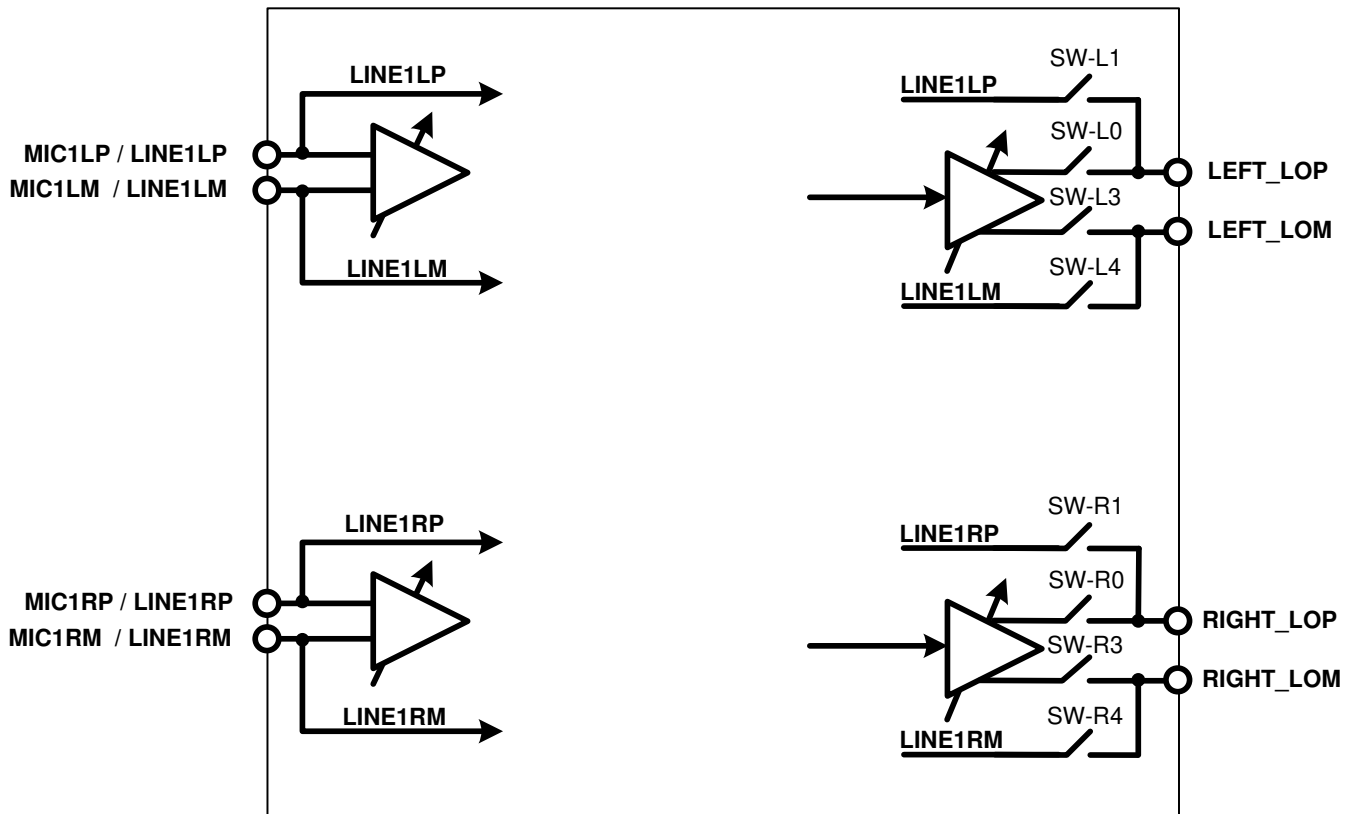 LINE1LP
MIC1LP / LINE1LP
MIC1LM / LINE1LM
LINE1LM
SW-L1
LINE1LP
SW-L0
LEFT_LOP
SW-L3
LEFT_LOM
SW-L4
LINE1LM
LINE1RP
MIC1RP / LINE1RP
MIC1RM / LINE1RM
LINE1RM
SW-R1
LINE1RP
SW-R0
RIGHT_LOP
SW-R3
RIGHT_LOM
SW-R4
LINE1RM